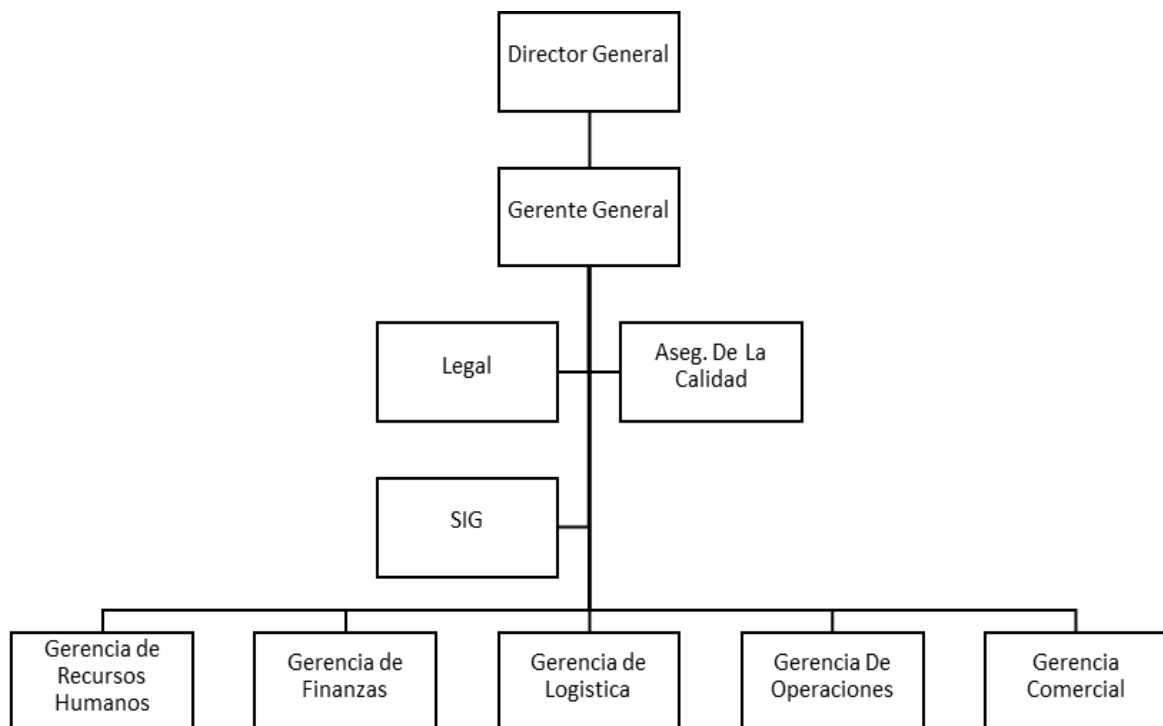 Director General
Gerente General
Legal
Aseg. De La
Calidad
SIG
Gerencia de
Recursos
Humanos
Gerencia de
Finanzas
Gerencia de
Logistica
Gerencia De
Operaciones
Gerencia
Comercial